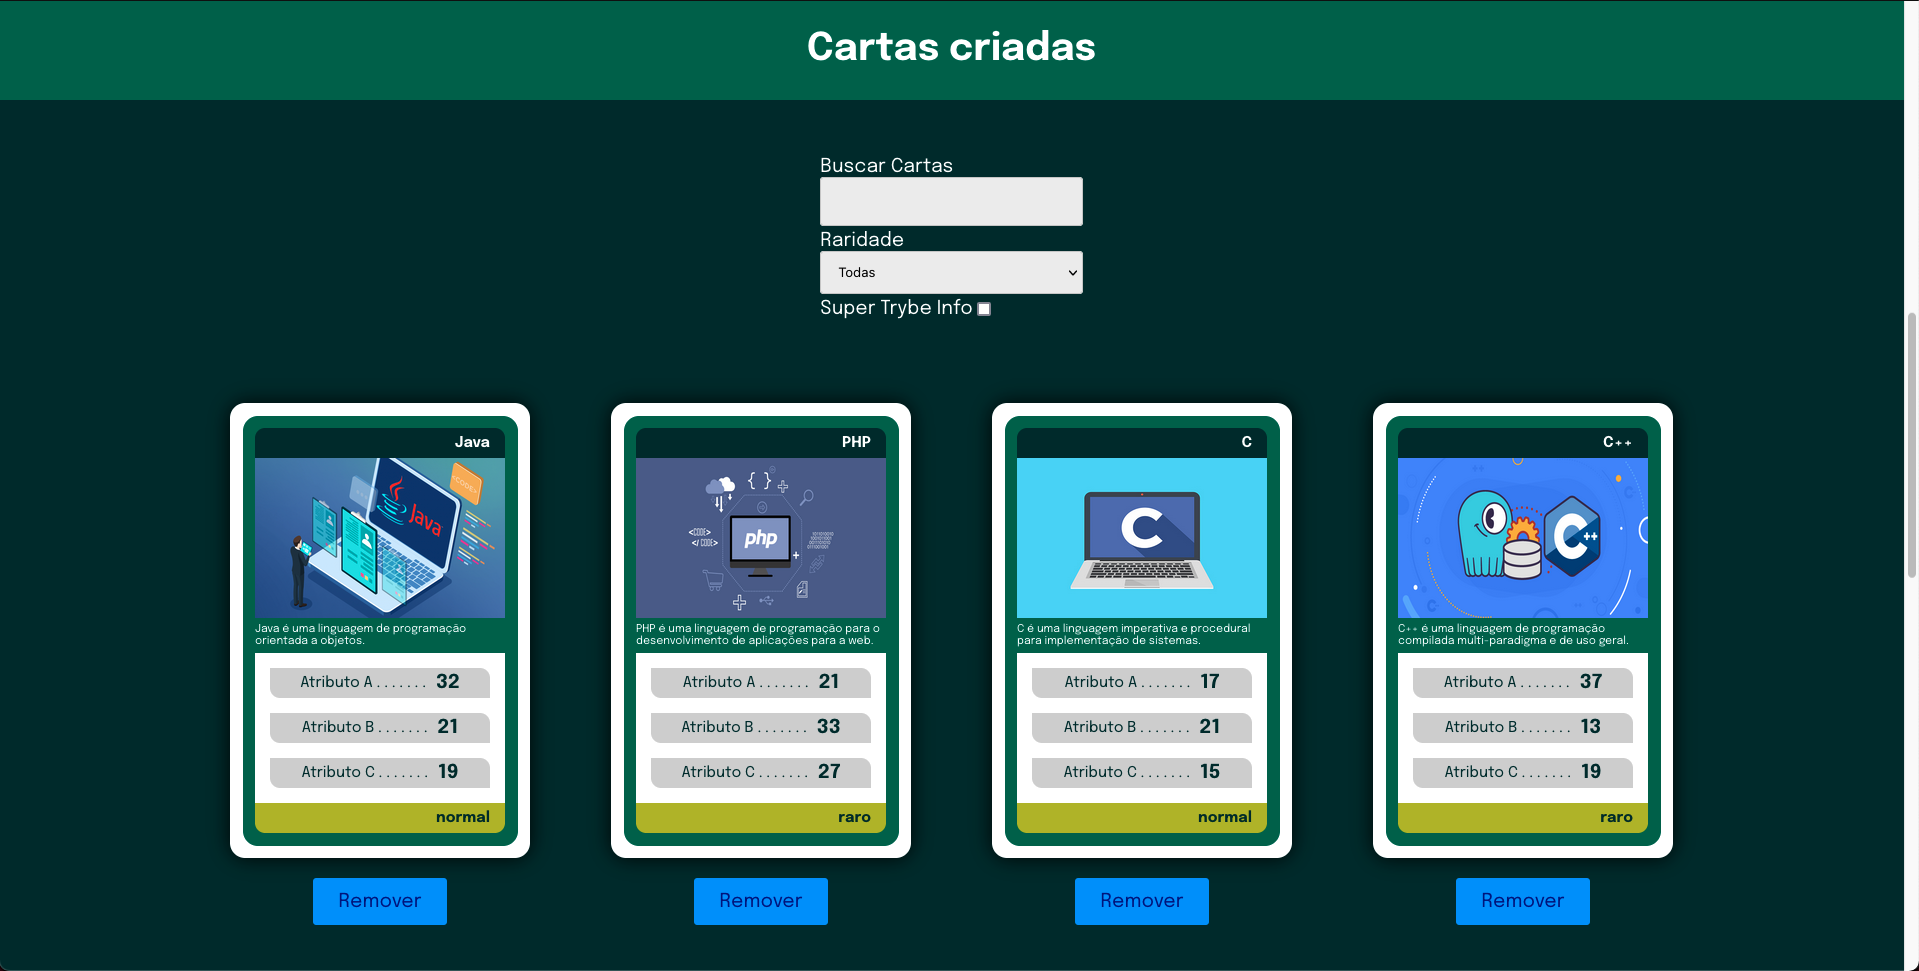 Cartas criadas
Buscar Cartas
Raridade
Todas
Super Trybe Info
Java
Java
Java é uma linguagem de programação
orientada a objetos.
Atributo A . . . . . . . 32
Atributo B . . . . . . . 21
Atributo C . . . . . . . 19
normal
Remover
PHP
{ }
<CODE>
</ CODE>
php
PHP é uma linguagem de programação para o
desenvolvimento de aplicações para a web.
Atributo A . . . . . . . 21
Atributo B . . . . . . . 33
Atributo C . . . . . . . 27
raro
Remover
C
C
C é uma linguagem imperativa e procedural
para implementação de sistemas.
Atributo A . . . . . . . 17
Atributo B . . . . . . . 21
Atributo C . . . . . . . 15
normal
Remover
C++
C++
C++ é uma linguagem de programação
compilada multi-paradigma e de uso geral.
Atributo A . . . . . . . 37
Atributo B . . . . . . . 13
Atributo C . . . . . . . 19
raro
Remover